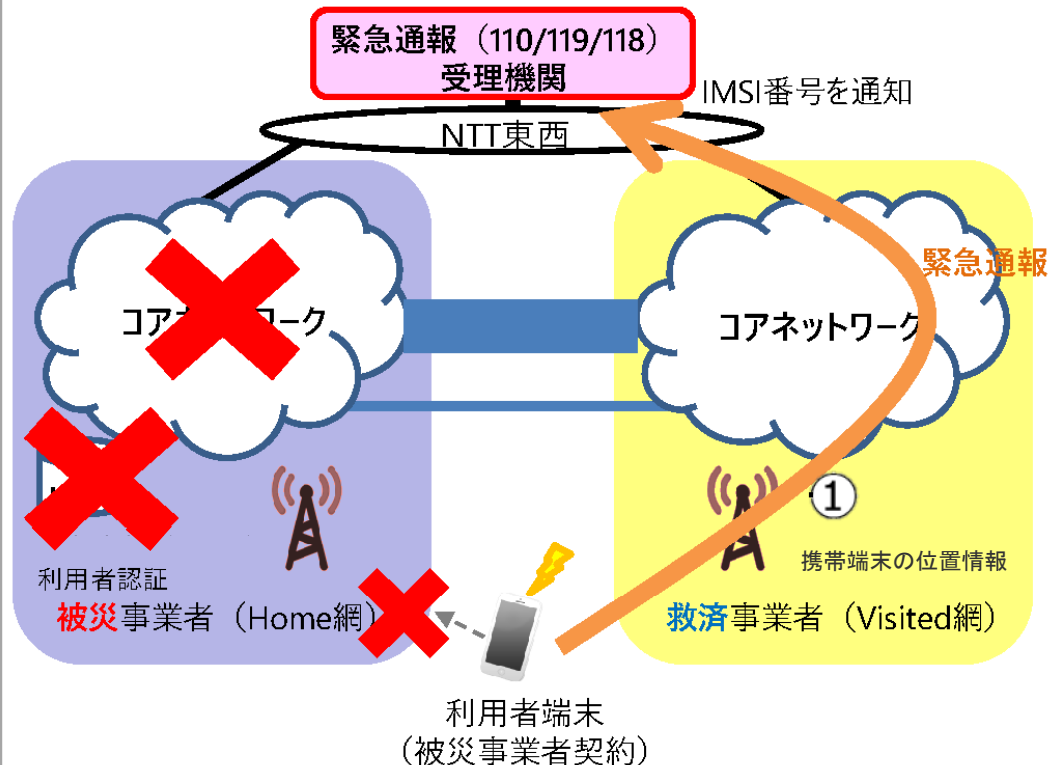 緊急通報（110/119/118）
受理機関
IMSI番号を通知
NTT東西
緊急通報
コアネットワーク
①
携帯端末の位置情報
利用者認証
被災事業者（Home網）
救済事業者（Visited網）
利用者端末
（被災事業者契約）